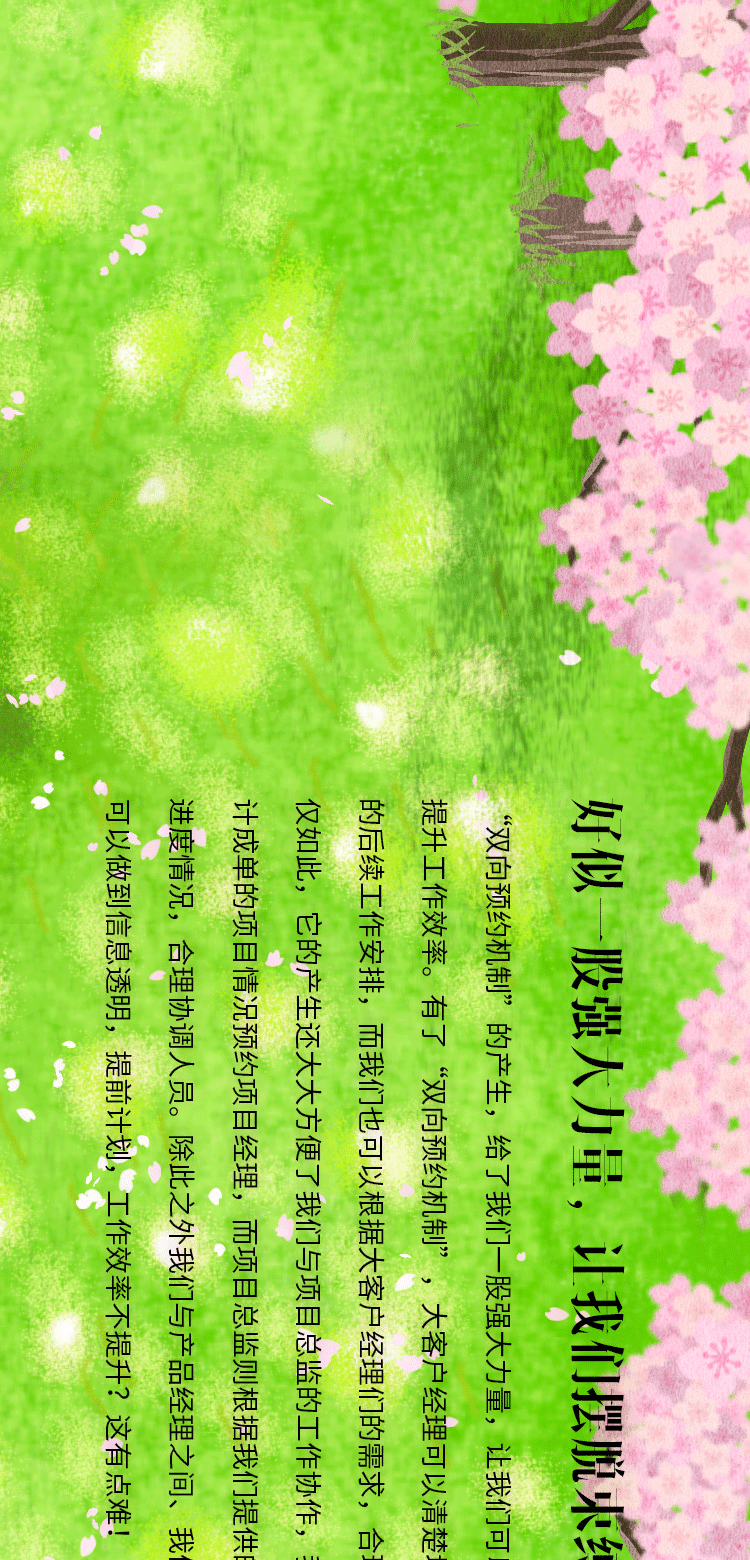 好似一股强大力量，让我们摆脱束
“双向预约机制”的产生，给了我们一股强大力量，让我们可
提升工作效率。有了“双向预约机制”，大客户经理可以清楚
的后续工作安排，而我们也可以根据大客户经理们的需求，合
仅如此，它的产生还大大方便了我们与项目总监的工作协作，
计成单的项目情况预约项目经理，而项目总监则根据我们提供
进度情况，合理协调人员。除此之外我们与产品经理之间、我
可以做到信息透明，提前计划，工作效率不提升？这有点难！